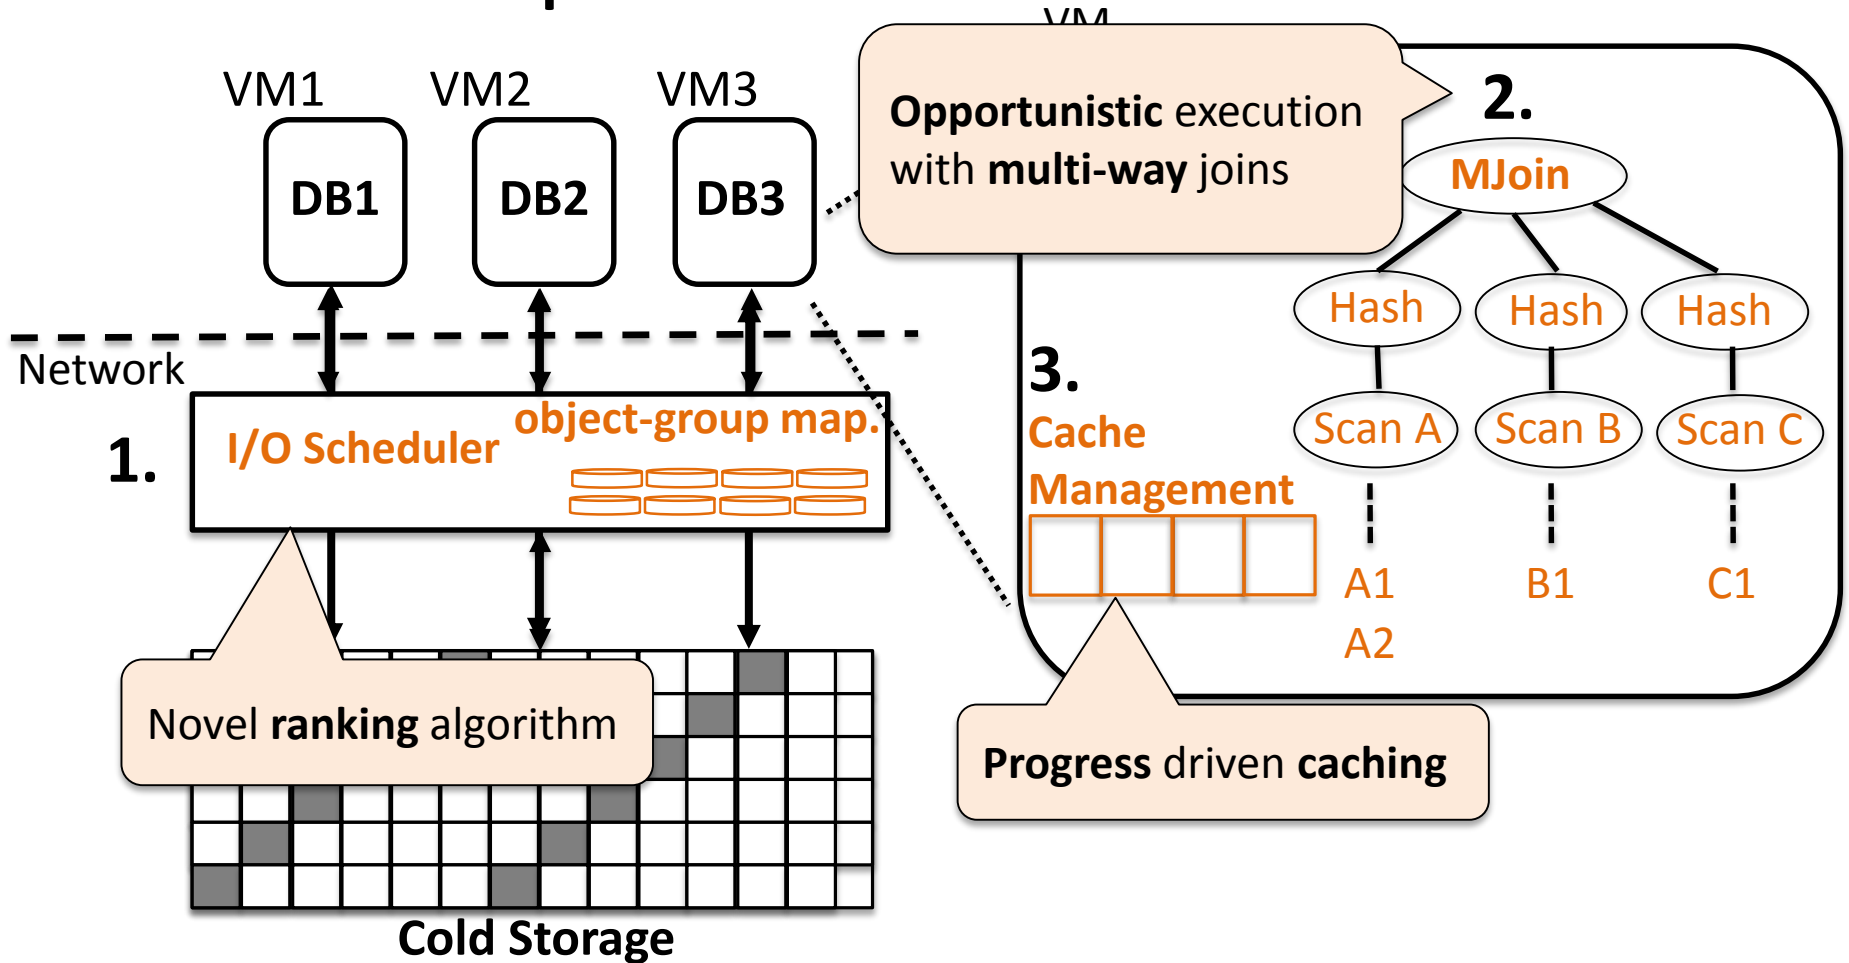 VM
VM1 VM2 VM3
DB1 DB2 DB3
Network
1.
I/O Scheduler
object-group map.
Novel ranking algorithm
Cold Storage
Opportunistic execution
with multi-way joins
2.
MJoin
Hash Hash Hash
Scan A Scan B Scan C
3.
Cache
Management
A1 B1 C1
A2
Progress driven caching